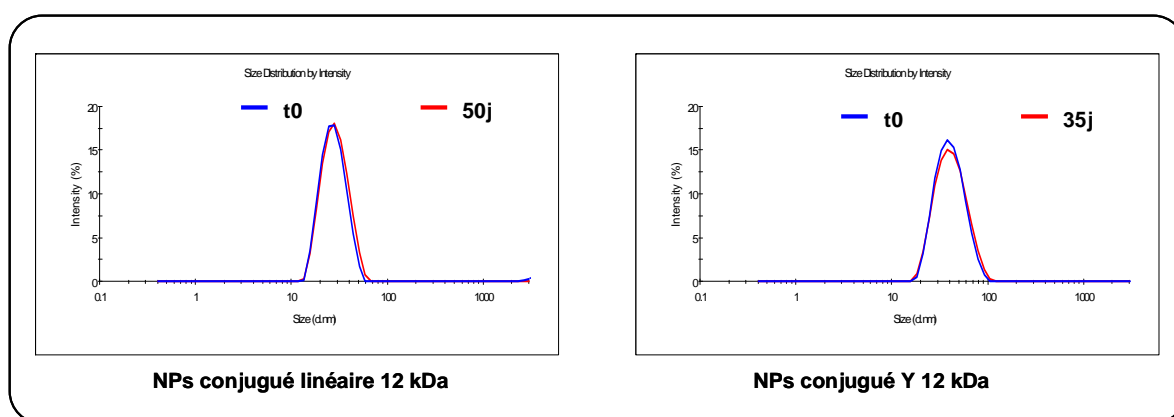 Size Distribution by Intensity
t0
50j
20
15
10
5
0
Intensity (%)
0.1
1
10
100
1000
Size (d.nm)
NPs conjugué linéaire 12 kDa
Size Distribution by Intensity
t0
35j
20
15
10
5
0
Intensity (%)
0.1
1
10
100
1000
Size (d.nm)
NPs conjugué Y 12 kDa